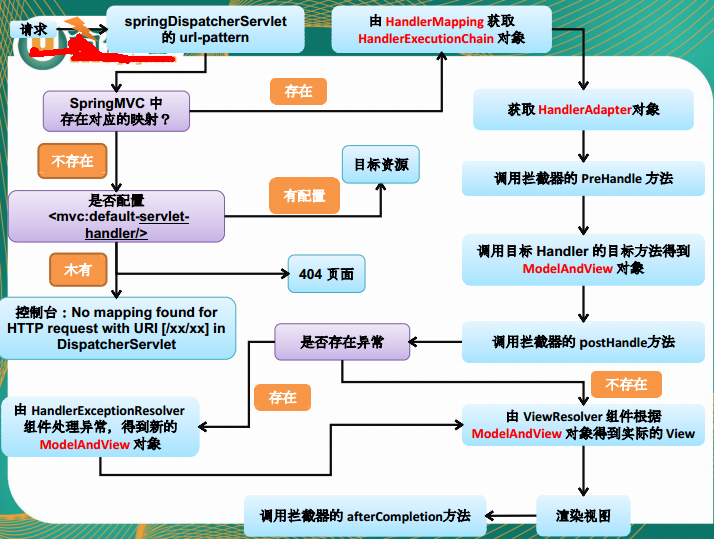 请求
springDispatcherServlet
的 url-pattern
由 HandlerMapping 获取
HandlerExecutionChain 对象
SpringMVC 中
存在对应的映射？
存在
获取 HandlerAdapter对象
不存在
目标资源
是否配置
<mvc:default-servlet-
handler/>
有配置
调用拦截器的 PreHandle 方法
木有
404 页面
调用目标 Handler 的目标方法得到
ModelAndView 对象
控制台：No mapping found for
HTTP request with URI [/xx/xx] in
DispatcherServlet
是否存在异常
调用拦截器的 postHandle方法
存在
不存在
由 HandlerExceptionResolver
组件处理异常，得到新的
ModelAndView 对象
由 ViewResolver 组件根据
ModelAndView 对象得到实际的 View
调用拦截器的 afterCompletion方法
渲染视图